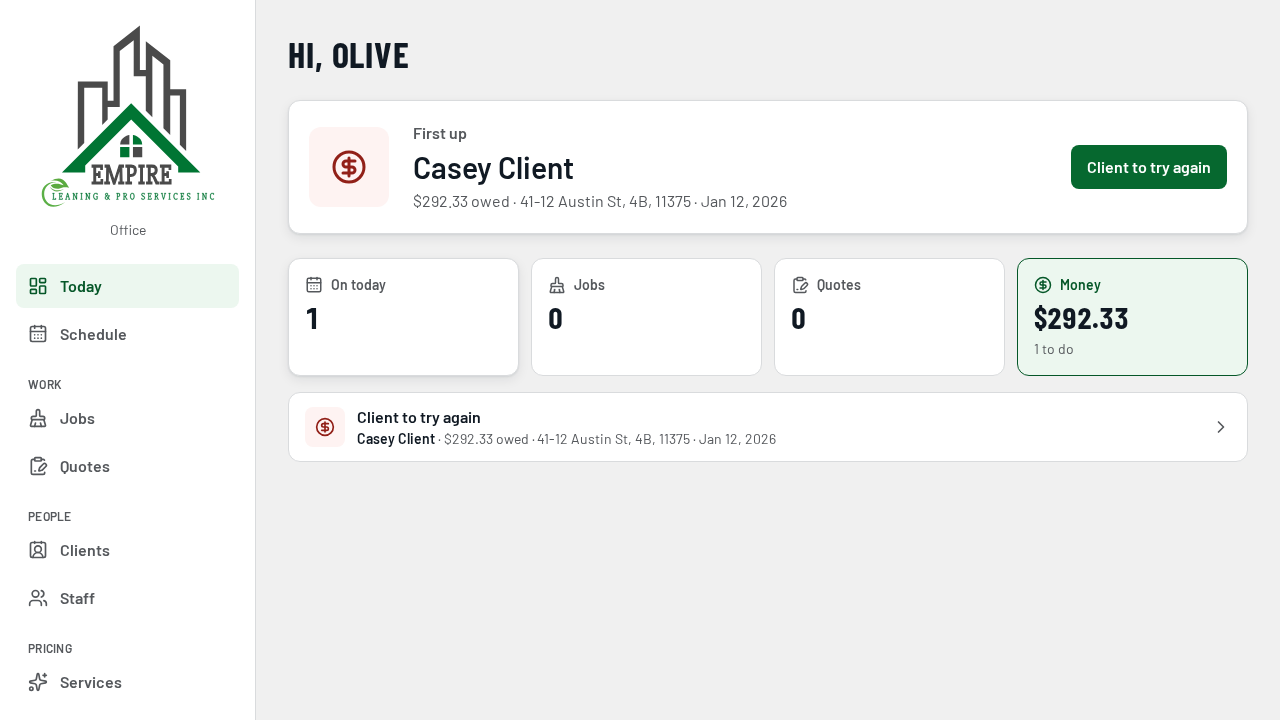 EMPIRE
LEANING & PRO SERVICES INC
Office
Today
Schedule
WORK
Jobs
Quotes
PEOPLE
Clients
Staff
PRICING
Services
HI, OLIVE
First up
Casey Client
$292.33 owed · 41-12 Austin St, 4B, 11375 · Jan 12, 2026
Client to try again
On today
1
Jobs
0
Quotes
0
Money
$292.33
1 to do
Client to try again
Casey Client · $292.33 owed · 41-12 Austin St, 4B, 11375 · Jan 12, 2026